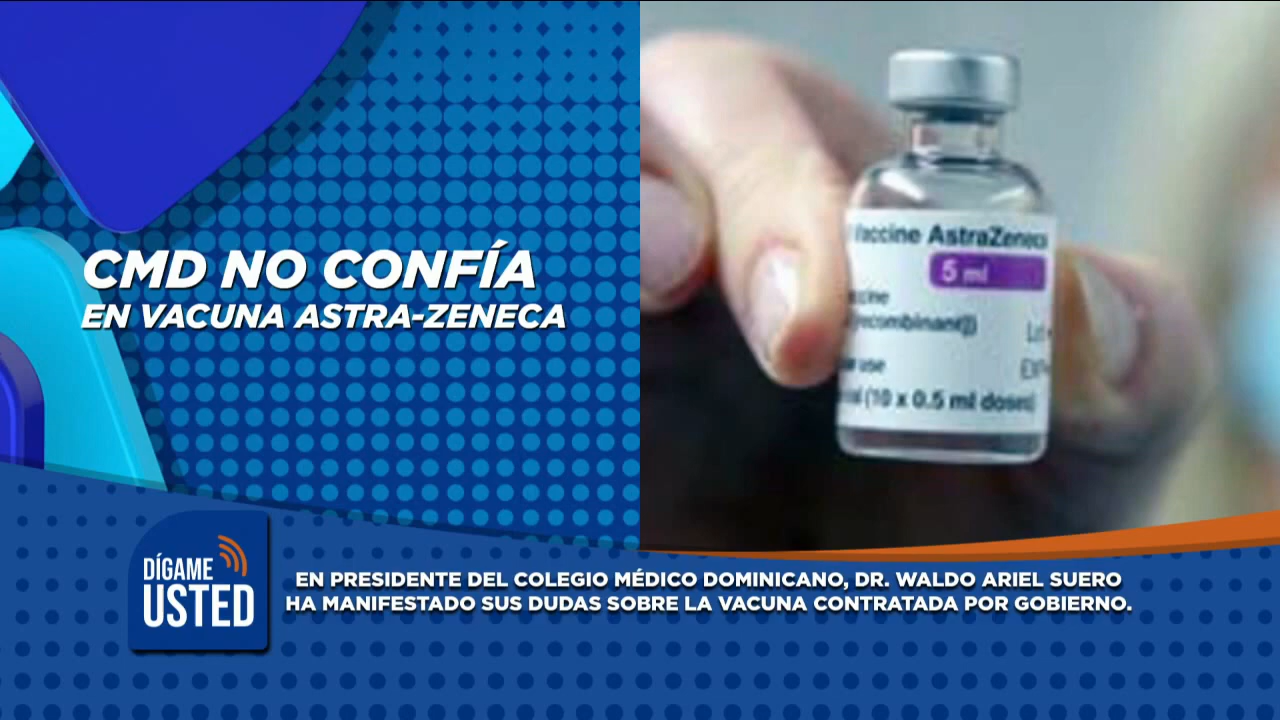 CMD NO CONFÍA
EN VACUNA ASTRA-ZENECA
Vaccine AstraZeneca
5 ml
(recombinant)
use
(10 x 0.5 ml doses)
DÍGAME
USTED
EN PRESIDENTE DEL COLEGIO MÉDICO DOMINICANO, DR. WALDO ARIEL SUERO
HA MANIFESTADO SUS DUDAS SOBRE LA VACUNA CONTRATADA POR GOBIERNO.